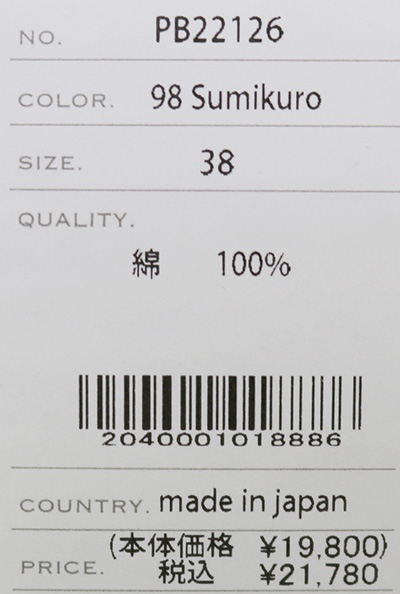 NO. PB22126
COLOR. 98 Sumikuro
SIZE. 38
QUALITY.
綿 100%
2040001018886
COUNTRY. made in japan
(本体価格 ¥19,800)
PRICE. 税込 ¥21,780